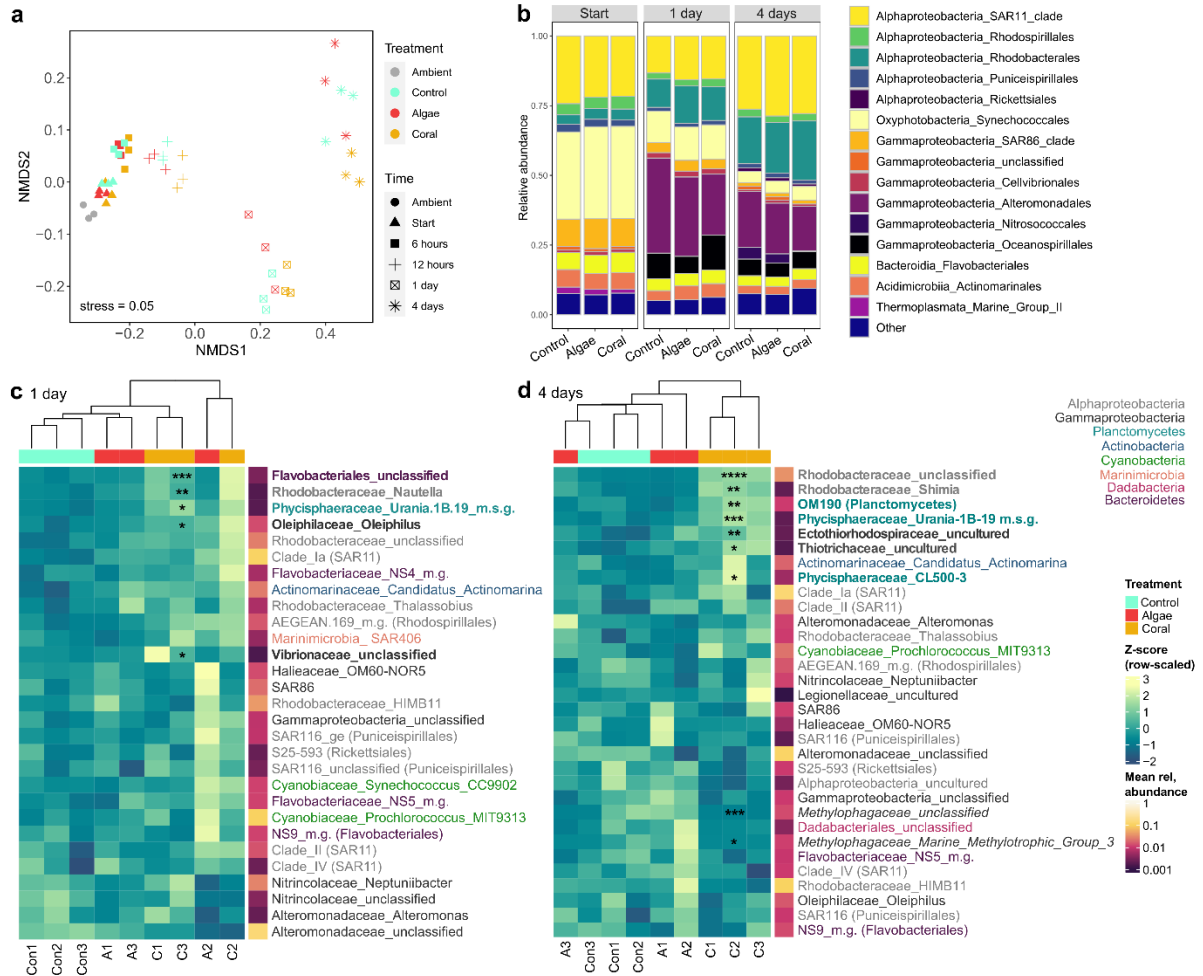 a
Treatment
Ambient
Control
Algae
Coral
Time
Ambient
Start
6 hours
12 hours
1 day
4 days
NMDS2
0.2
0.1
0.0
−0.1
−0.2
stress = 0.05
−0.2
0.0
0.2
0.4
NMDS1
b
Start
1 day
4 days
Relative abundance
1.00
0.75
0.50
0.25
0.00
Control
Algae
Coral
Control
Algae
Coral
Control
Algae
Coral
Alphaproteobacteria_SAR11_clade
Alphaproteobacteria_Rhodospirillales
Alphaproteobacteria_Rhodobacterales
Alphaproteobacteria_Puniceispirillales
Alphaproteobacteria_Rickettsiales
Oxyphotobacteria_Synechococcales
Gammaproteobacteria_SAR86_clade
Gammaproteobacteria_unclassified
Gammaproteobacteria_Cellvibrionales
Gammaproteobacteria_Alteromonadales
Gammaproteobacteria_Nitrosococcales
Gammaproteobacteria_Oceanospirillales
Bacteroidia_Flavobacteriales
Acidimicrobiia_Actinomarinales
Thermoplasmata_Marine_Group_II
Other
c 1 day
*** Flavobacteriales_unclassified
** Rhodobacteraceae_Nautella
* Phycisphaeraceae_Urania.1B.19_m.s.g.
* Oleiphilaceae_Oleiphilus
Rhodobacteraceae_unclassified
Clade_Ia (SAR11)
Flavobacteriaceae_NS4_m.g.
Actinomarinaceae_Candidatus_Actinomarina
Rhodobacteraceae_Thalassobius
AEGEAN.169_m.g. (Rhodospirillales)
Marinimicrobia_SAR406
* Vibrionaceae_unclassified
Halieaceae_OM60-NOR5
SAR86
Rhodobacteraceae_HIMB11
Gammaproteobacteria_unclassified
SAR116_ge (Puniceispirillales)
S25-593 (Rickettsiales)
SAR116_unclassified (Puniceispirillales)
Cyanobiaceae_Synechococcus_CC9902
Flavobacteriaceae_NS5_m.g.
Cyanobiaceae_Prochlorococcus_MIT9313
NS9_m.g. (Flavobacteriales)
Clade_II (SAR11)
Clade_IV (SAR11)
Nitrincolaceae_Neptuniibacter
Nitrincolaceae_unclassified
Alteromonadaceae_Alteromonas
Alteromonadaceae_unclassified
Con1
Con2
Con3
A1
A3
C1
C3
A2
C2
d 4 days
**** Rhodobacteraceae_unclassified
** Rhodobacteraceae_Shimia
** OM190 (Planctomycetes)
*** Phycisphaeraceae_Urania-1B-19 m.s.g.
** Ectothiorhodospiraceae_uncultured
* Thiotrichaceae_uncultured
Actinomarinaceae_Candidatus_Actinomarina
* Phycisphaeraceae_CL500-3
Clade_Ia (SAR11)
Clade_II (SAR11)
Alteromonadaceae_Alteromonas
Rhodobacteraceae_Thalassobius
Cyanobiaceae_Prochlorococcus_MIT9313
AEGEAN.169_m.g. (Rhodospirillales)
Nitrincolaceae_Neptuniibacter
Legionellaceae_uncultured
SAR86
Halieaceae_OM60-NOR5
SAR116 (Puniceispirillales)
Alteromonadaceae_unclassified
S25-593 (Rickettsiales)
Alphaproteobacteria_uncultured
Gammaproteobacteria_unclassified
*** Methylophagaceae_unclassified
Dadabacteriales_unclassified
* Methylophagaceae_Marine_Methylotrophic_Group_3
Flavobacteriaceae_NS5_m.g.
Clade_IV (SAR11)
Rhodobacteraceae_HIMB11
Oleiphilaceae_Oleiphilus
SAR116 (Puniceispirillales)
NS9_m.g. (Flavobacteriales)
A3
Con3
Con1
Con2
A1
A2
C1
C2
C3
Alphaproteobacteria
Gammaproteobacteria
Planctomycetes
Actinobacteria
Cyanobacteria
Marinimicrobia
Dadabacteria
Bacteroidetes
Treatment
Control
Algae
Coral
Z-score
(row-scaled)
3
2
1
0
−1
−2
Mean rel,
abundance
1
0.1
0.01
0.001